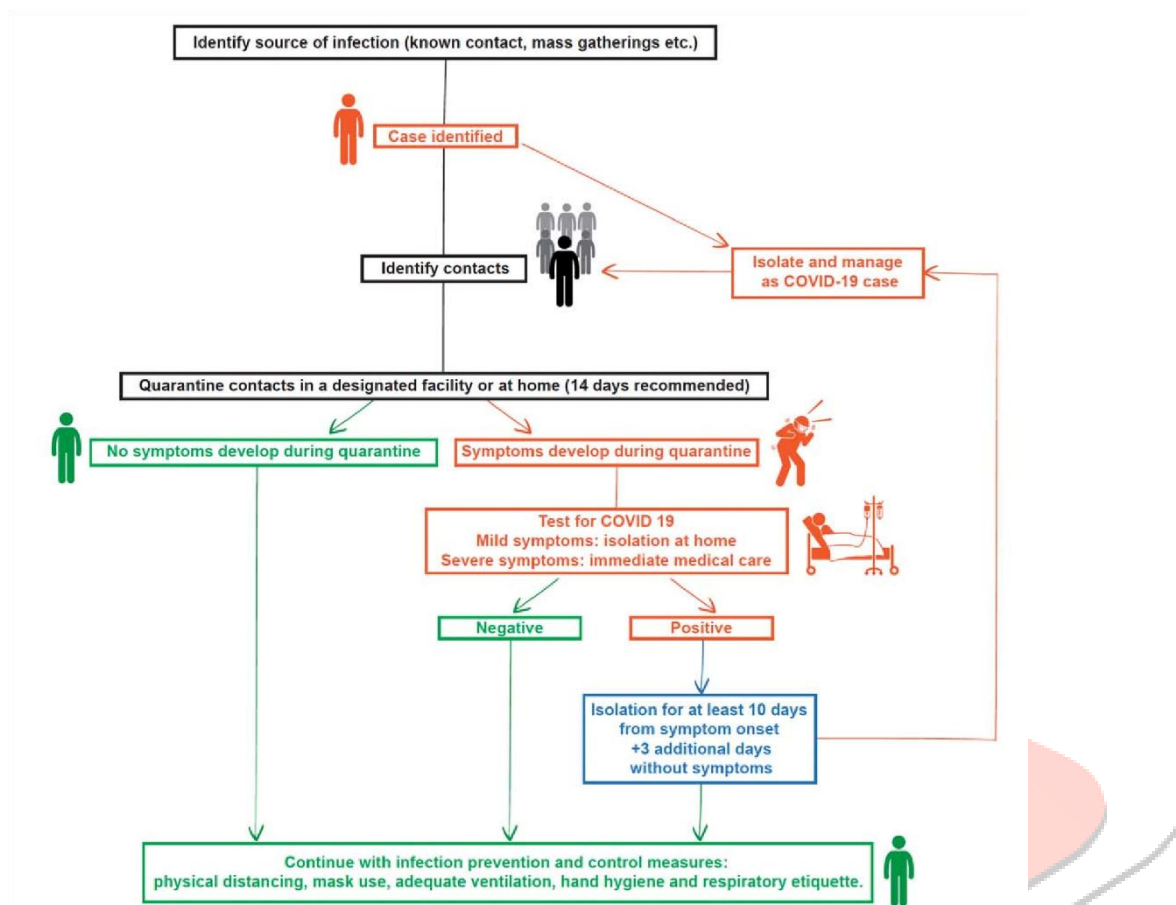 Identify source of infection (known contact, mass gatherings etc.)
Case identified
Identify contacts
Isolate and manage
as COVID-19 case
Quarantine contacts in a designated facility or at home (14 days recommended)
No symptoms develop during quarantine
Symptoms develop during quarantine
Test for COVID 19
Mild symptoms: isolation at home
Severe symptoms: immediate medical care
Negative
Positive
Isolation for at least 10 days
from symptom onset
+3 additional days
without symptoms
Continue with infection prevention and control measures:
physical distancing, mask use, adequate ventilation, hand hygiene and respiratory etiquette.